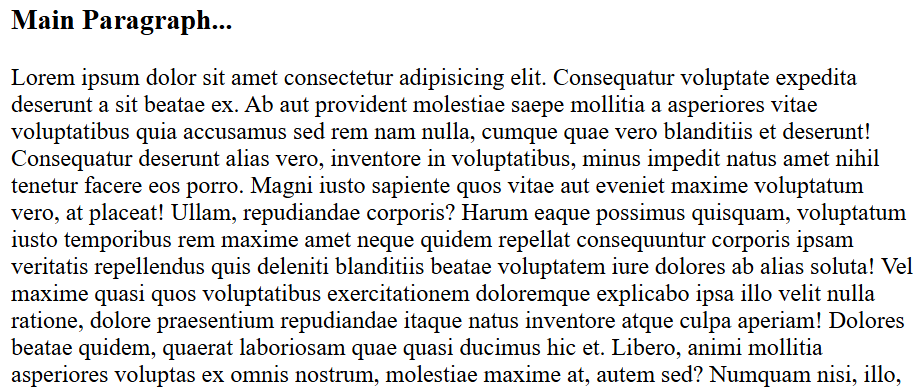 Main Paragraph...
Lorem ipsum dolor sit amet consectetur adipisicing elit. Consequatur voluptate expedita
deserunt a sit beatae ex. Ab aut provident molestiae saepe mollitia a asperiores vitae
voluptatibus quia accusamus sed rem nam nulla, cumque quae vero blanditiis et deserunt!
Consequatur deserunt alias vero, inventore in voluptatibus, minus impedit natus amet nihil
tenetur facere eos porro. Magni iusto sapiente quos vitae aut eveniet maxime voluptatum
vero, at placeat! Ullam, repudiandae corporis? Harum eaque possimus quisquam, voluptatum
iusto temporibus rem maxime amet neque quidem repellat consequuntur corporis ipsam
veritatis repellendus quis deleniti blanditiis beatae voluptatem iure dolores ab alias soluta! Vel
maxime quasi quos voluptatibus exercitationem doloremque explicabo ipsa illo velit nulla
ratione, dolore praesentium repudiandae itaque natus inventore atque culpa aperiam! Dolores
beatae quidem, quaerat laboriosam quae quasi ducimus hic et. Libero, animi mollitia
asperiores voluptas ex omnis nostrum, molestiae maxime at, autem sed? Numquam nisi, illo,